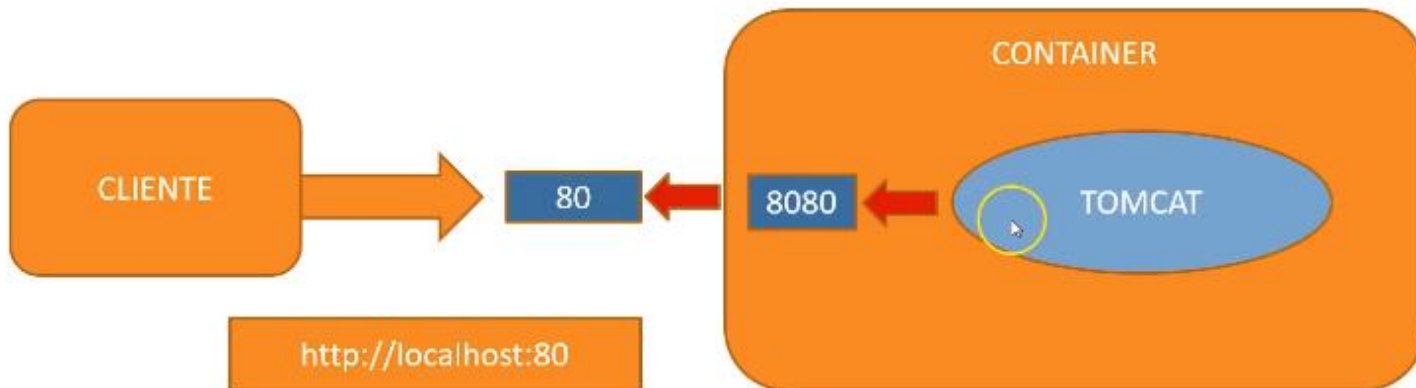 CONTAINER
CLIENTE
80
8080
TOMCAT
http://localhost:80